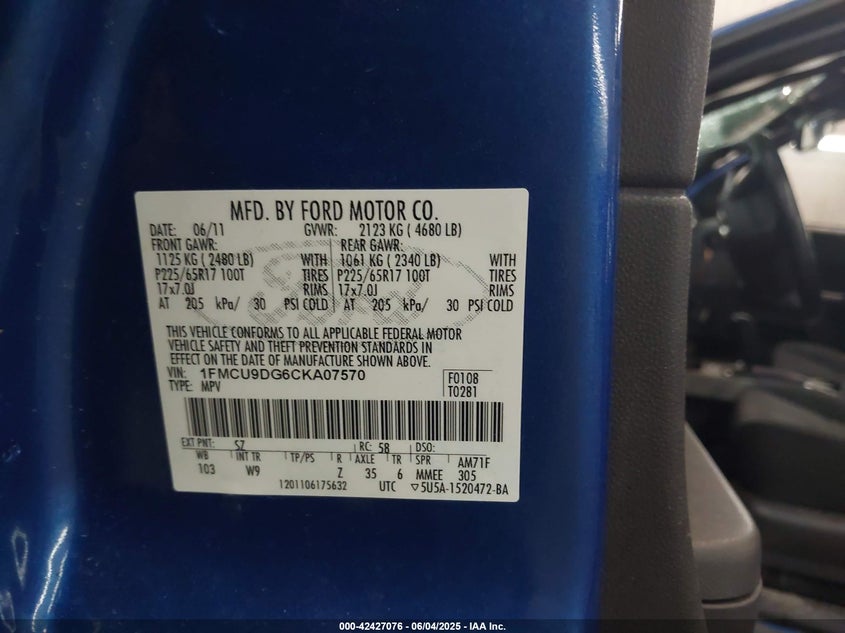 MFD. BY FORD MOTOR CO.
DATE: 06/11 GVWR: 2123 KG ( 4680 LB)
FRONT GAWR: REAR GAWR:
1125 KG ( 2480 LB) WITH 1061 KG ( 2340 LB) WITH
P225/65R17 100T TIRES P225/65R17 100T TIRES
17x7.0J RIMS 17x7.0J RIMS
AT 205 kPa/ 30 PSI COLD AT 205 kPa/ 30 PSI COLD
THIS VEHICLE CONFORMS TO ALL APPLICABLE FEDERAL MOTOR
VEHICLE SAFETY AND THEFT PREVENTION STANDARDS IN
EFFECT ON THE DATE OF MANUFACTURE SHOWN ABOVE.
VIN: 1FMCU9DG6CKA07570 F0108
TYPE: MPV T0281
EXT PNT: SZ RC: 58 DSO:
WB INT TR TP/PS R AXLE TR SPR AM71F
103 W9 Z 35 6 MMEE 305
1201106175632 UTC ▽5U5A-1520472-BA
000-42427076 - 06/04/2025 - IAA Inc.